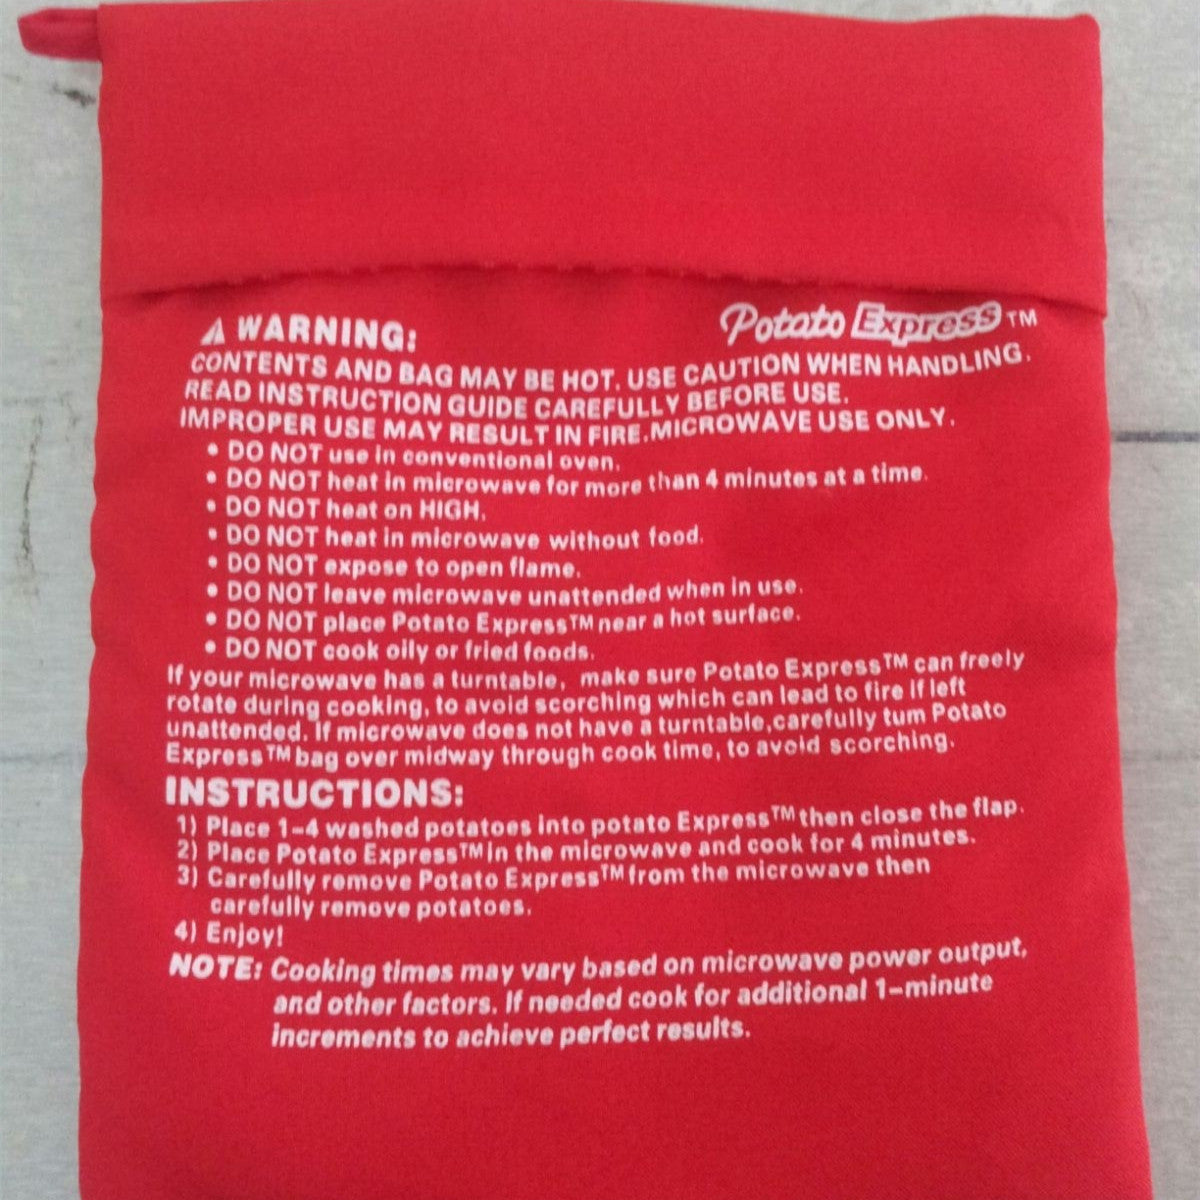 Potato Express™
⚠ WARNING:
CONTENTS AND BAG MAY BE HOT. USE CAUTION WHEN HANDLING.
READ INSTRUCTION GUIDE CAREFULLY BEFORE USE.
IMPROPER USE MAY RESULT IN FIRE.MICROWAVE USE ONLY.
• DO NOT use in conventional oven.
• DO NOT heat in microwave for more than 4 minutes at a time.
• DO NOT heat on HIGH.
• DO NOT heat in microwave without food.
• DO NOT expose to open flame.
• DO NOT leave microwave unattended when in use.
• DO NOT place Potato Express™ near a hot surface.
• DO NOT cook oily or fried foods.
If your microwave has a turntable, make sure Potato Express™ can freely
rotate during cooking, to avoid scorching which can lead to fire if left
unattended. If microwave does not have a turntable,carefully tum Potato
Express™ bag over midway through cook time, to avoid scorching.
INSTRUCTIONS:
1) Place 1-4 washed potatoes into potato Express™ then close the flap.
2) Place Potato Express™ in the microwave and cook for 4 minutes.
3) Carefully remove Potato Express™ from the microwave then
carefully remove potatoes.
4) Enjoy!
NOTE: Cooking times may vary based on microwave power output,
and other factors. If needed cook for additional 1-minute
increments to achieve perfect results.